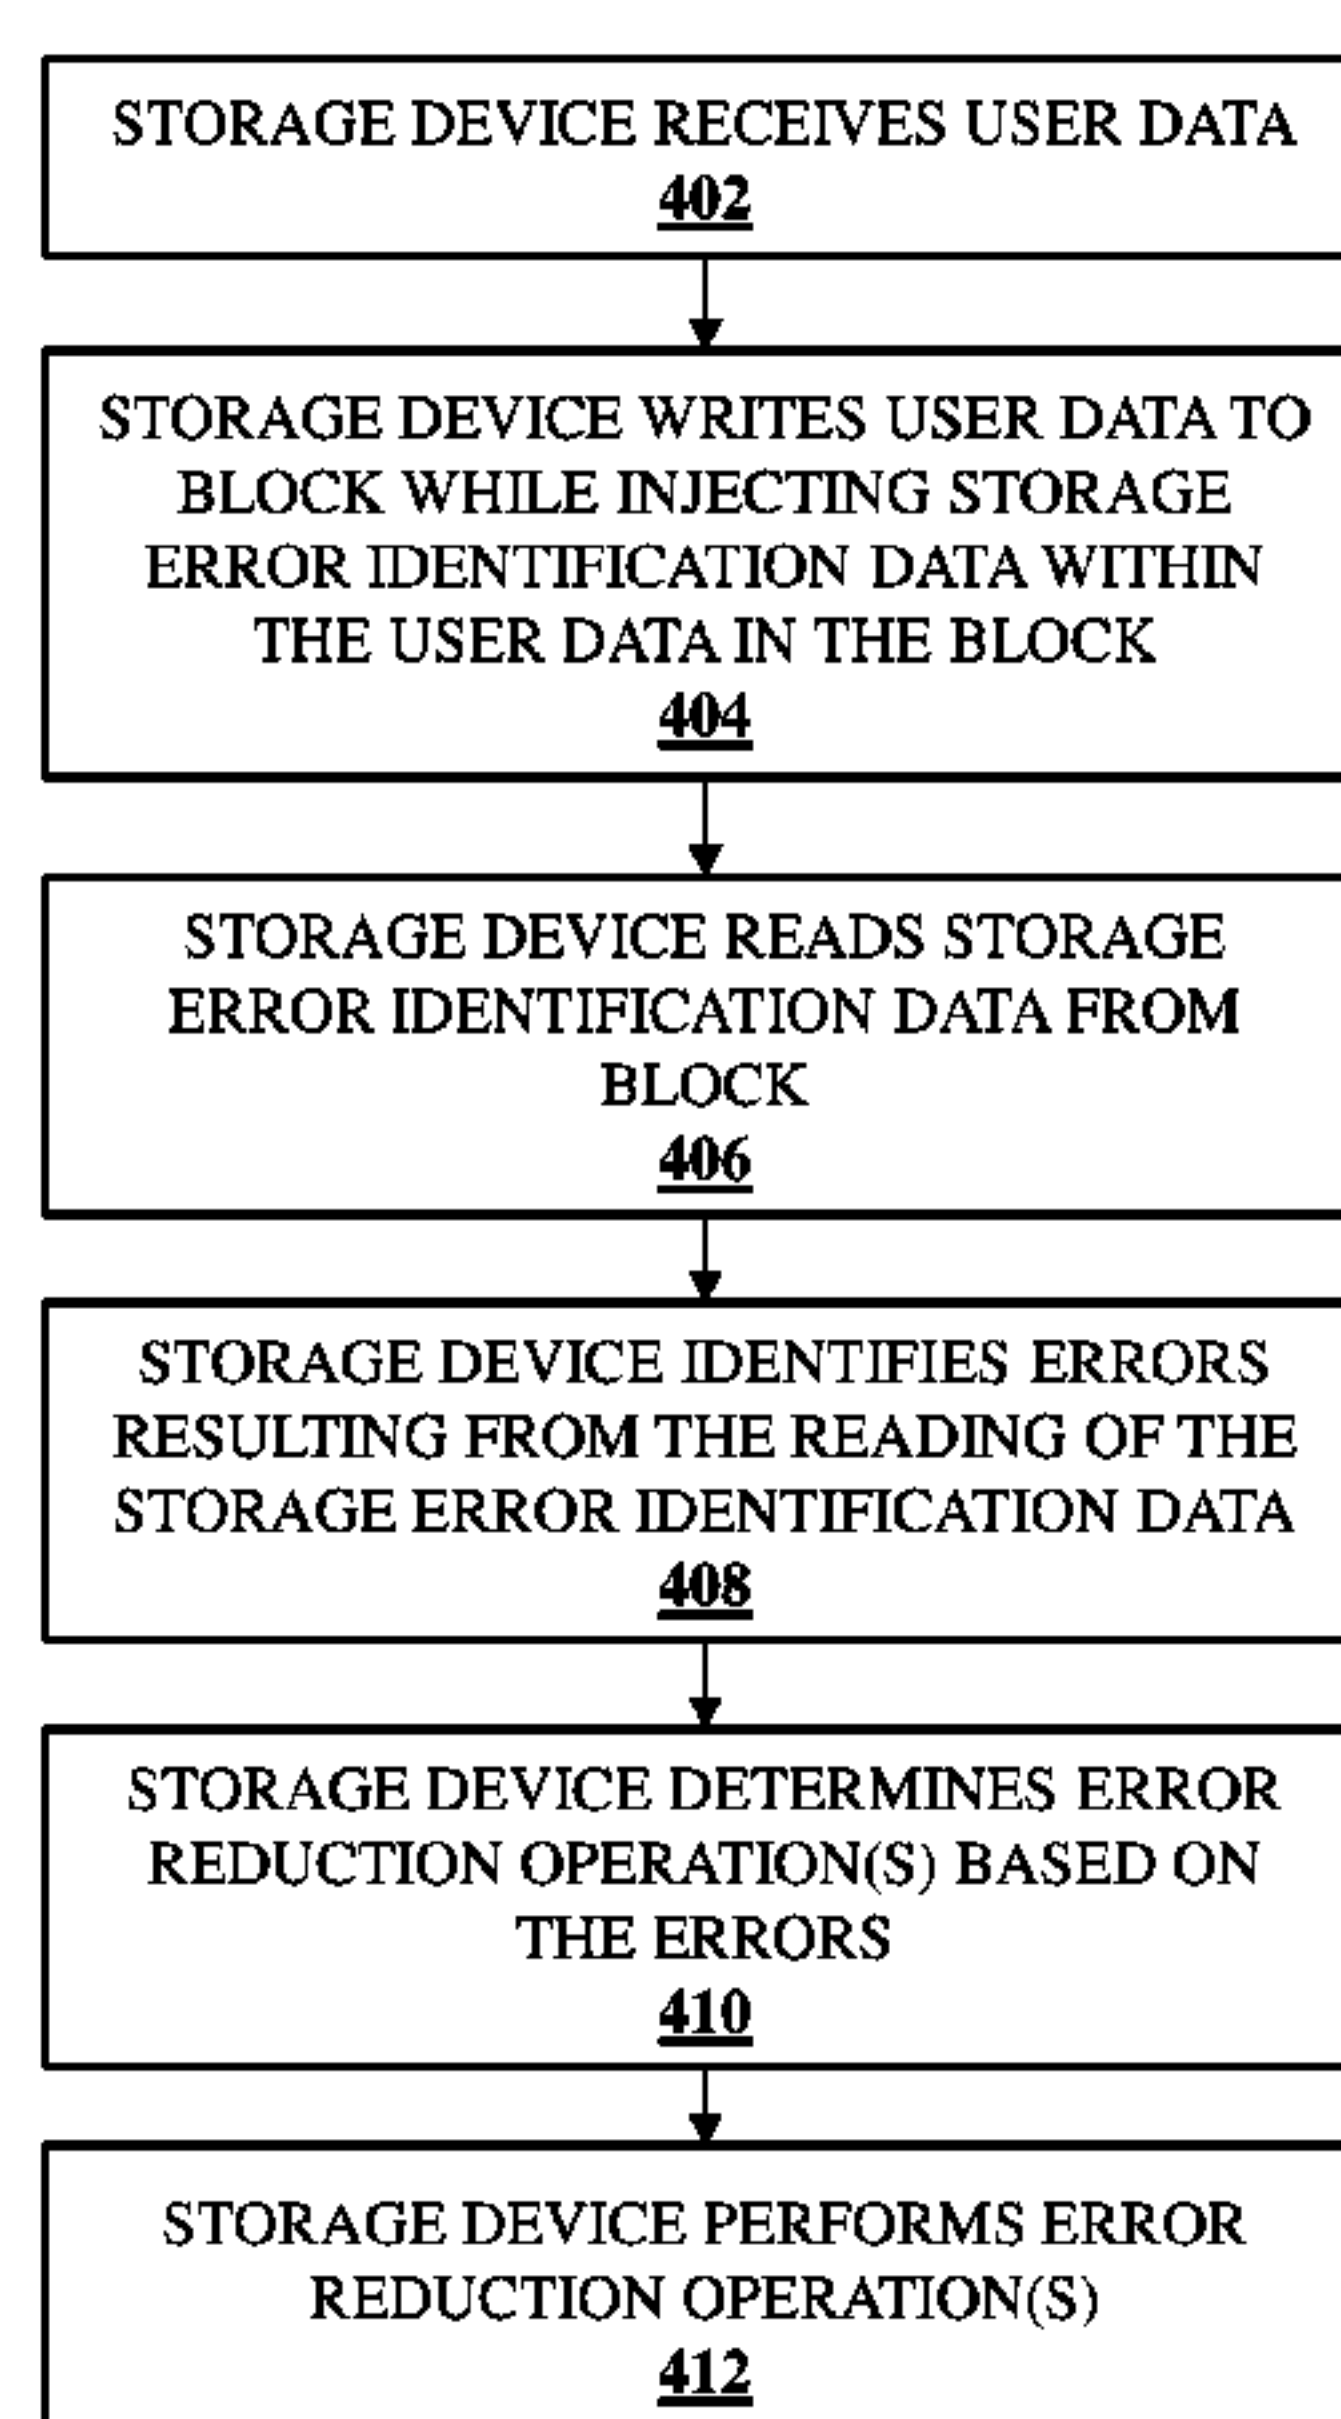 STORAGE DEVICE RECEIVES USER DATA
402
STORAGE DEVICE WRITES USER DATA TO
BLOCK WHILE INJECTING STORAGE
ERROR IDENTIFICATION DATA WITHIN
THE USER DATA IN THE BLOCK
404
STORAGE DEVICE READS STORAGE
ERROR IDENTIFICATION DATA FROM
BLOCK
406
STORAGE DEVICE IDENTIFIES ERRORS
RESULTING FROM THE READING OF THE
STORAGE ERROR IDENTIFICATION DATA
408
STORAGE DEVICE DETERMINES ERROR
REDUCTION OPERATION(S) BASED ON
THE ERRORS
410
STORAGE DEVICE PERFORMS ERROR
REDUCTION OPERATION(S)
412